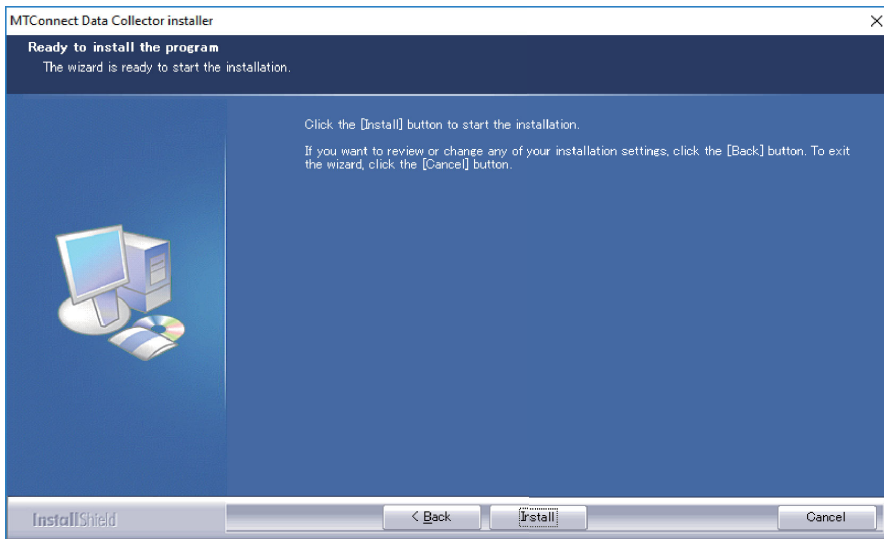 MTConnect Data Collector installer
Ready to install the program
The wizard is ready to start the installation.
Click the [Install] button to start the installation.
If you want to review or change any of your installation settings, click the [Back] button. To exit
the wizard, click the [Cancel] button.
InstallShield
< Back
Install
Cancel